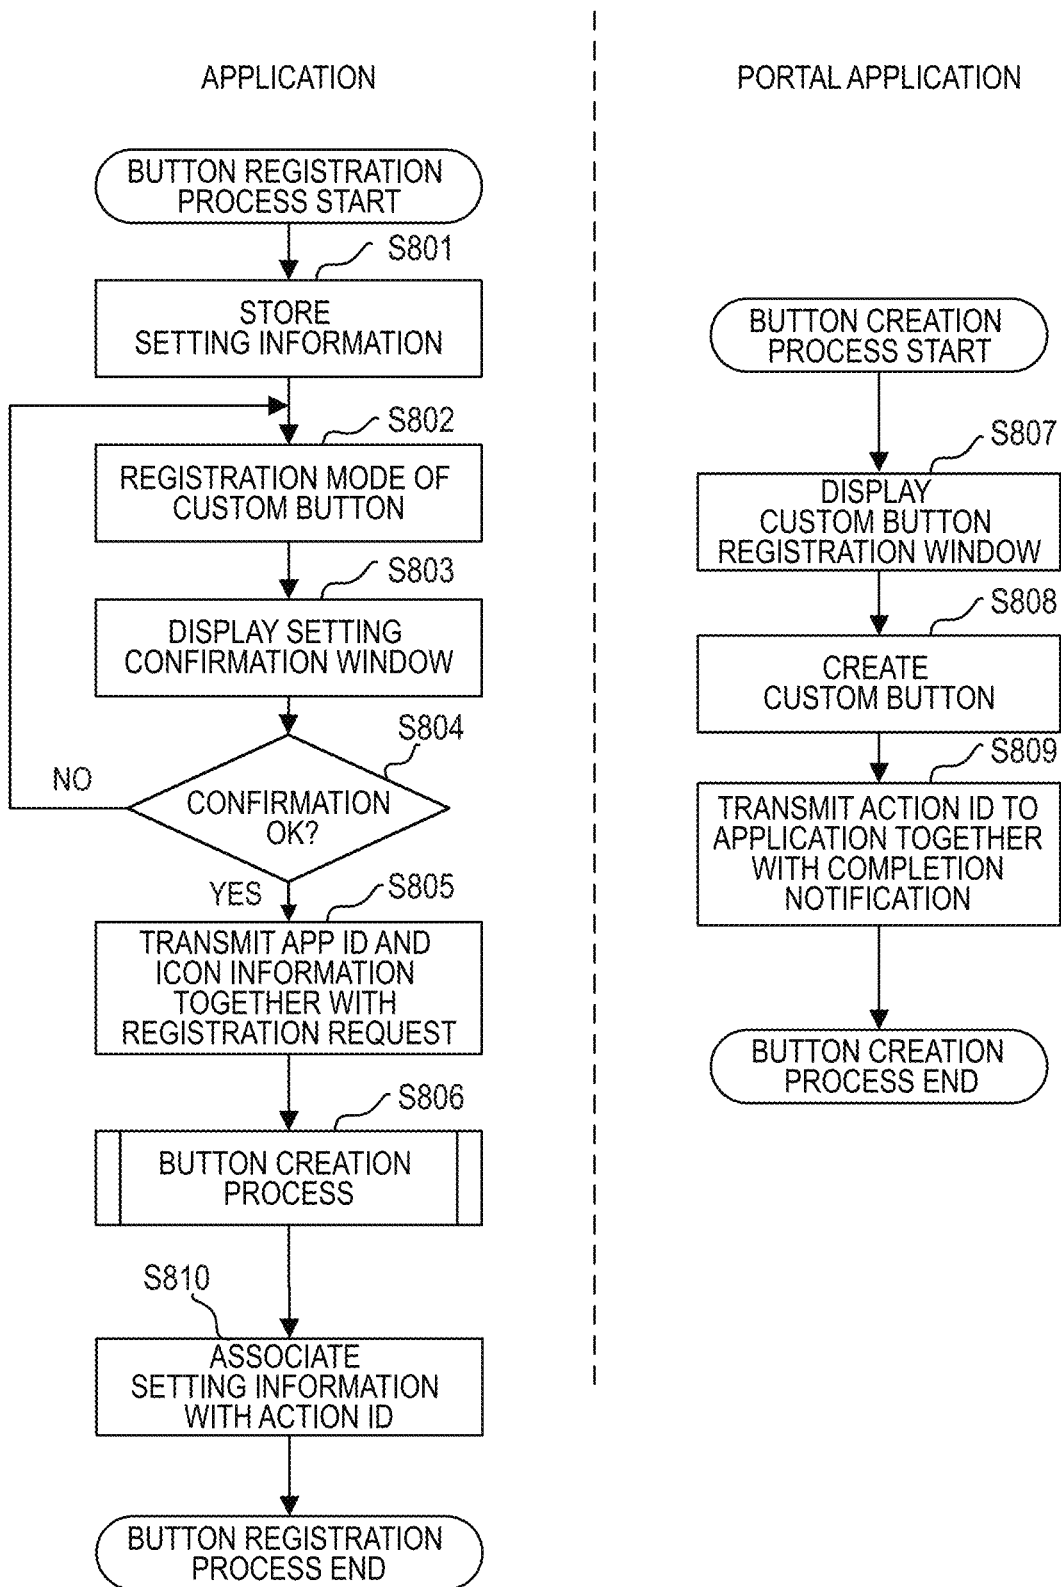 APPLICATION
BUTTON REGISTRATION
PROCESS START
S801
STORE
SETTING INFORMATION
S802
REGISTRATION MODE OF
CUSTOM BUTTON
S803
DISPLAY SETTING
CONFIRMATION WINDOW
S804
NO
CONFIRMATION
OK?
YES
S805
TRANSMIT APP ID AND
ICON INFORMATION
TOGETHER WITH
REGISTRATION REQUEST
S806
BUTTON CREATION
PROCESS
S810
ASSOCIATE
SETTING INFORMATION
WITH ACTION ID
BUTTON REGISTRATION
PROCESS END
PORTAL APPLICATION
BUTTON CREATION
PROCESS START
S807
DISPLAY
CUSTOM BUTTON
REGISTRATION WINDOW
S808
CREATE
CUSTOM BUTTON
S809
TRANSMIT ACTION ID TO
APPLICATION TOGETHER
WITH COMPLETION
NOTIFICATION
BUTTON CREATION
PROCESS END